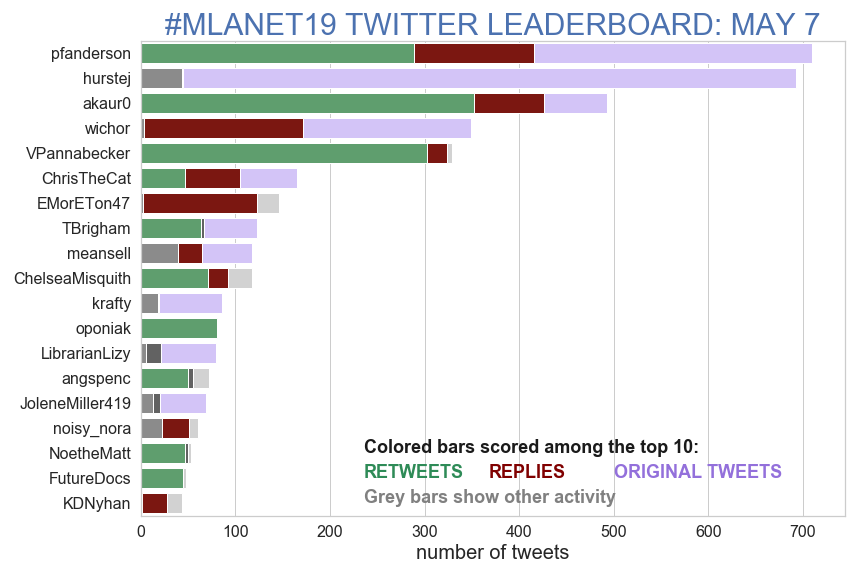 #MLANET19 TWITTER LEADERBOARD: MAY 7
pfanderson
hurstej
akaur0
wichor
VPannabecker
ChrisTheCat
EMorETon47
TBrigham
meansell
ChelseaMisquith
krafty
oponiak
LibrarianLizy
angspenc
JoleneMiller419
noisy_nora
NoetheMatt
FutureDocs
KDNyhan
Colored bars scored among the top 10:
RETWEETS REPLIES ORIGINAL TWEETS
Grey bars show other activity
0 100 200 300 400 500 600 700
number of tweets